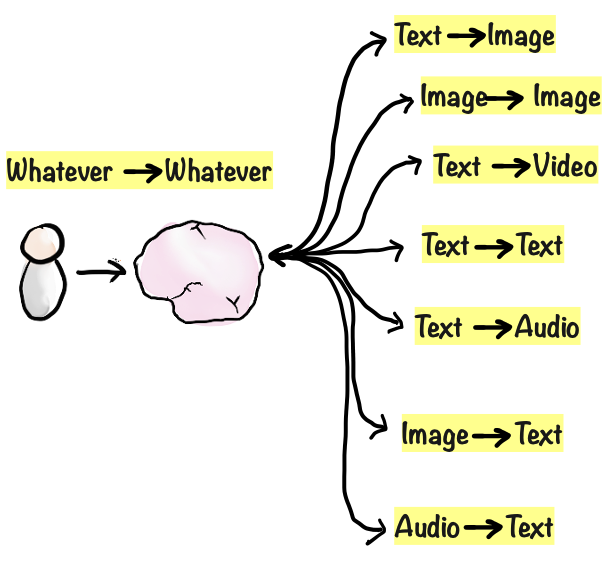 Text → Image
Image → Image
Text → Video
Whatever → Whatever
Text → Text
Text → Audio
Image → Text
Audio → Text